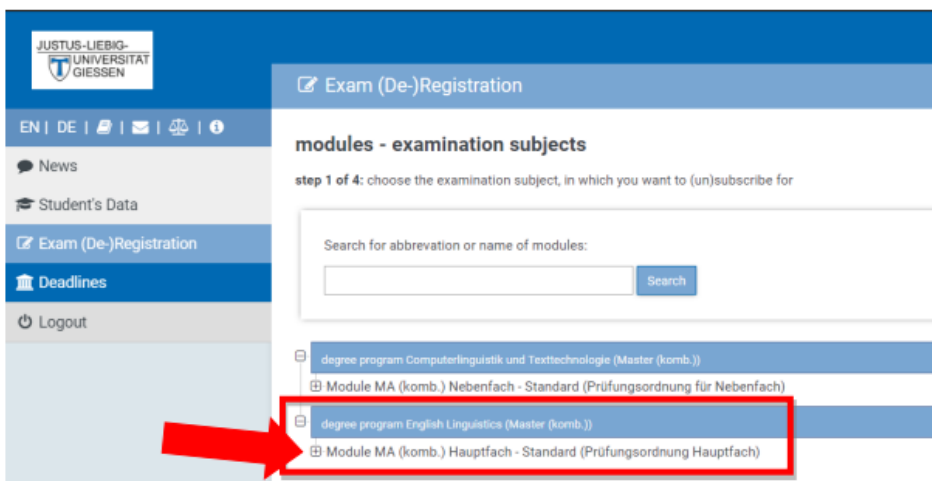 JUSTUS-LIEBIG-
UNIVERSITAT
GIESSEN
EN | DE | | | |
News
Student's Data
Exam (De-)Registration
Deadlines
Logout
Exam (De-)Registration
modules - examination subjects
step 1 of 4: choose the examination subject, in which you want to (un)subscribe for
Search for abbrevation or name of modules:
Search
degree program Computerlinguistik und Texttechnologie (Master (komb.))
Module MA (komb.) Nebenfach - Standard (Prüfungsordnung für Nebenfach)
degree program English Linguistics (Master (komb.))
Module MA (komb.) Hauptfach - Standard (Prüfungsordnung Hauptfach)